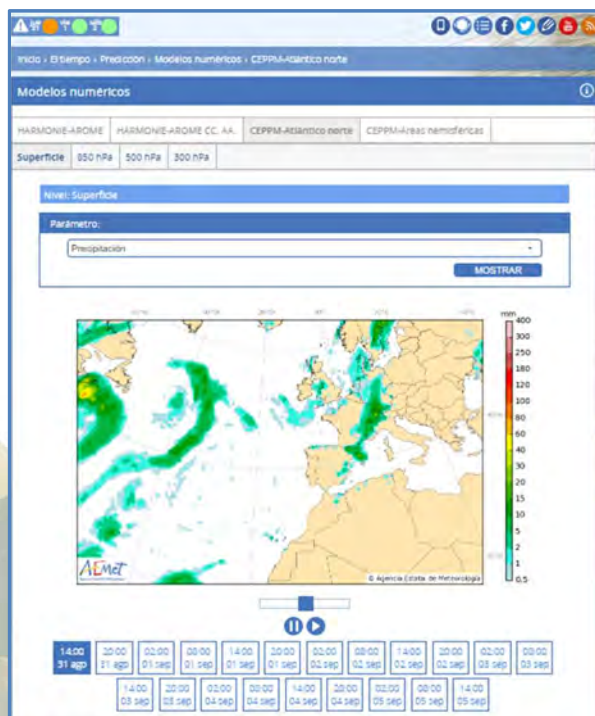 Inicio › El tiempo › Predicción › Modelos numéricos › CEPPM-Atlántico norte
Modelos numéricos
HARMONIE-AROME HARMONIE-AROME CC. AA. CEPPM-Atlántico norte CEPPM-Áreas hemisféricas
Superficie 850 hPa 500 hPa 300 hPa
Nivel: Superficie
Parámetro:
Precipitación
MOSTRAR
mm
400
300
250
180
120
100
80
60
40
30
20
10
5
2
1
0.5
AEMet
© Agencia Estatal de Meteorología
14:00 20:00 02:00 08:00 14:00 20:00 02:00 08:00 14:00 20:00 02:00 08:00
31 ago 31 ago 01 sep 01 sep 01 sep 01 sep 02 sep 02 sep 02 sep 02 sep 03 sep 03 sep
14:00 20:00 02:00 08:00 14:00 20:00 02:00 08:00 14:00
03 sep 03 sep 04 sep 04 sep 04 sep 04 sep 05 sep 05 sep 05 sep